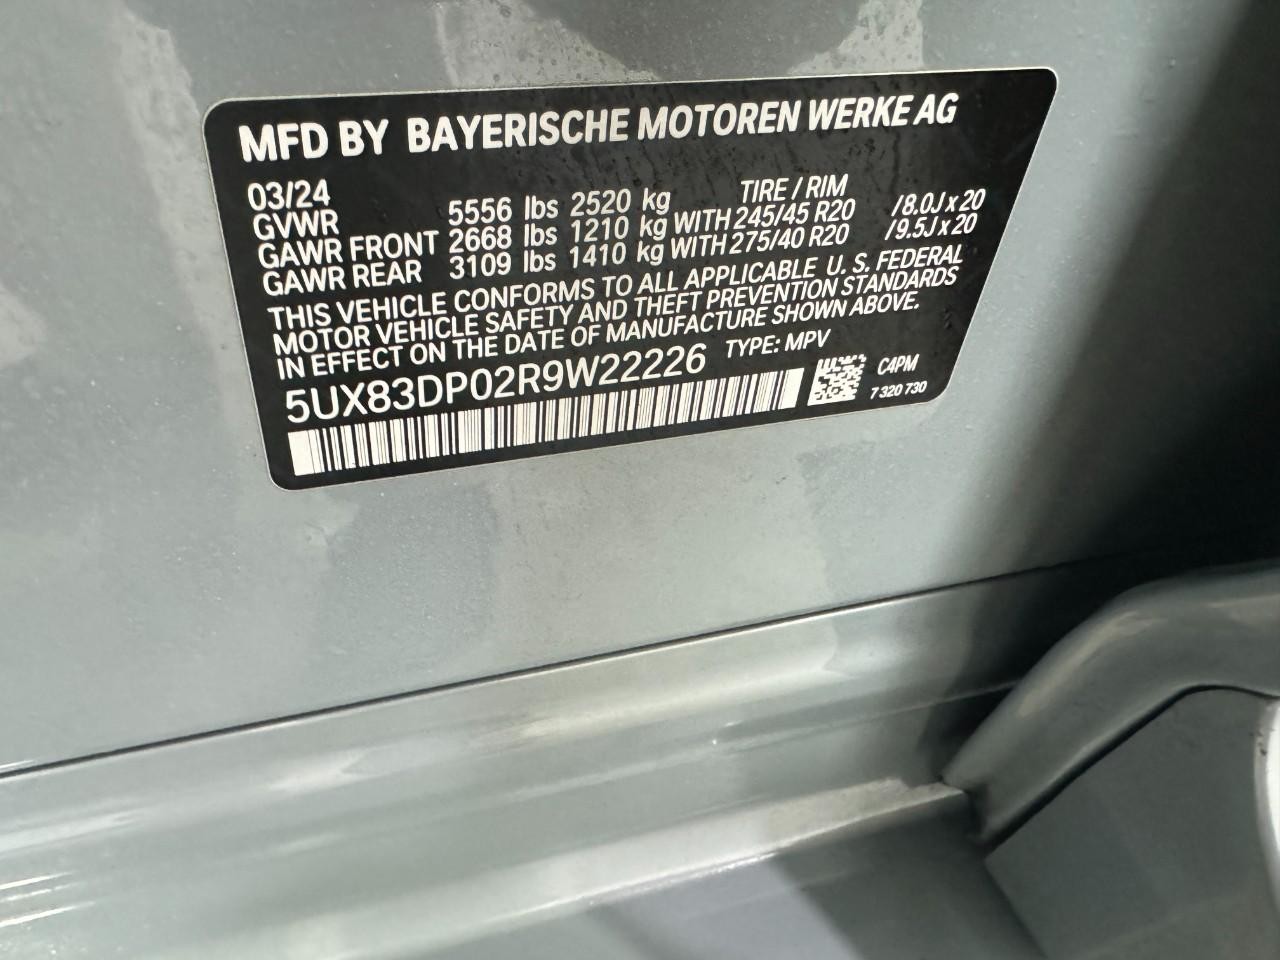 MFD BY BAYERISCHE MOTOREN WERKE AG
03/24 TIRE / RIM
GVWR 5556 lbs 2520 kg
GAWR FRONT 2668 lbs 1210 kg WITH 245/45 R20 /8.0J x 20
GAWR REAR 3109 lbs 1410 kg WITH 275/40 R20 /9.5J x 20
THIS VEHICLE CONFORMS TO ALL APPLICABLE U. S. FEDERAL
MOTOR VEHICLE SAFETY AND THEFT PREVENTION STANDARDS
IN EFFECT ON THE DATE OF MANUFACTURE SHOWN ABOVE.
5UX83DP02R9W22226 TYPE: MPV
C4PM
7 320 730